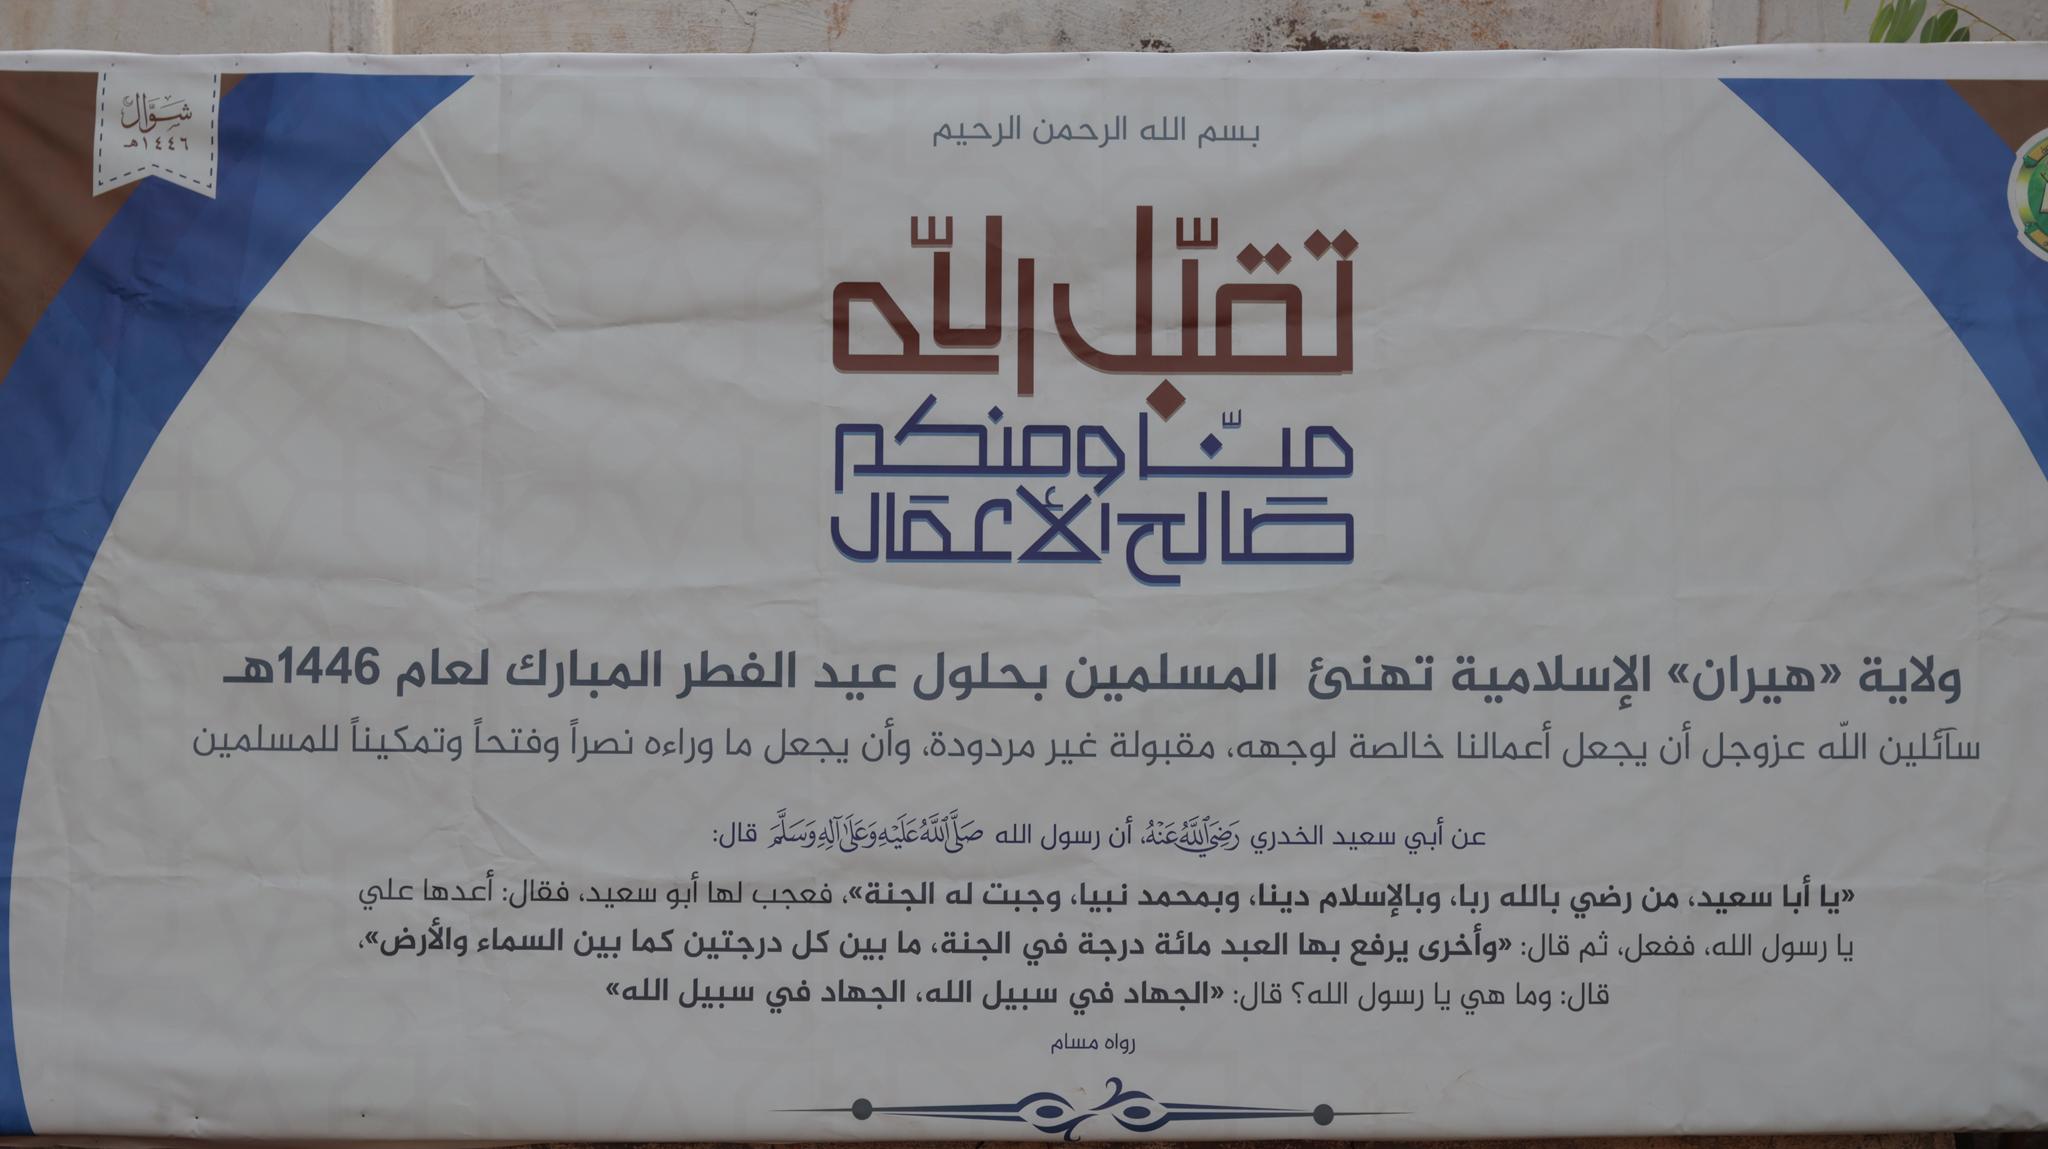 شَوَّال
١٤٤٦هـ
بسم الله الرحمن الرحيم
تقبّل اللّه
منّا ومنكم
صالح الأعمال
ولاية «هيران» الإسلامية تهنئ المسلمين بحلول عيد الفطر المبارك لعام 1446هـ
سآئلين اللّه عزوجل أن يجعل أعمالنا خالصة لوجهه، مقبولة غير مردودة، وأن يجعل ما وراءه نصراً وفتحاً وتمكيناً للمسلمين
عن أبي سعيد الخدري رَضِيَ اللَّهُ عَنْهُ، أن رسول الله صَلَّى اللَّهُ عَلَيْهِ وَعَلَى آلِهِ وَسَلَّمَ قال:
«يا أبا سعيد، من رضي بالله ربا، وبالإسلام دينا، وبمحمد نبيا، وجبت له الجنة»، فعجب لها أبو سعيد، فقال: أعدها علي
يا رسول الله، ففعل، ثم قال: «وأخرى يرفع بها العبد مائة درجة في الجنة، ما بين كل درجتين كما بين السماء والأرض»،
قال: وما هي يا رسول الله؟ قال: «الجهاد في سبيل الله، الجهاد في سبيل الله»
رواه مسام